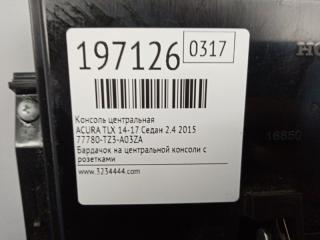 197126
0317
Консоль центральная
ACURA TLX 14-17 Седан 2.4 2015
77780-TZ3-A03ZA
Бардачок на центральной консоли с
розетками
www.3234444.com
HO
16850